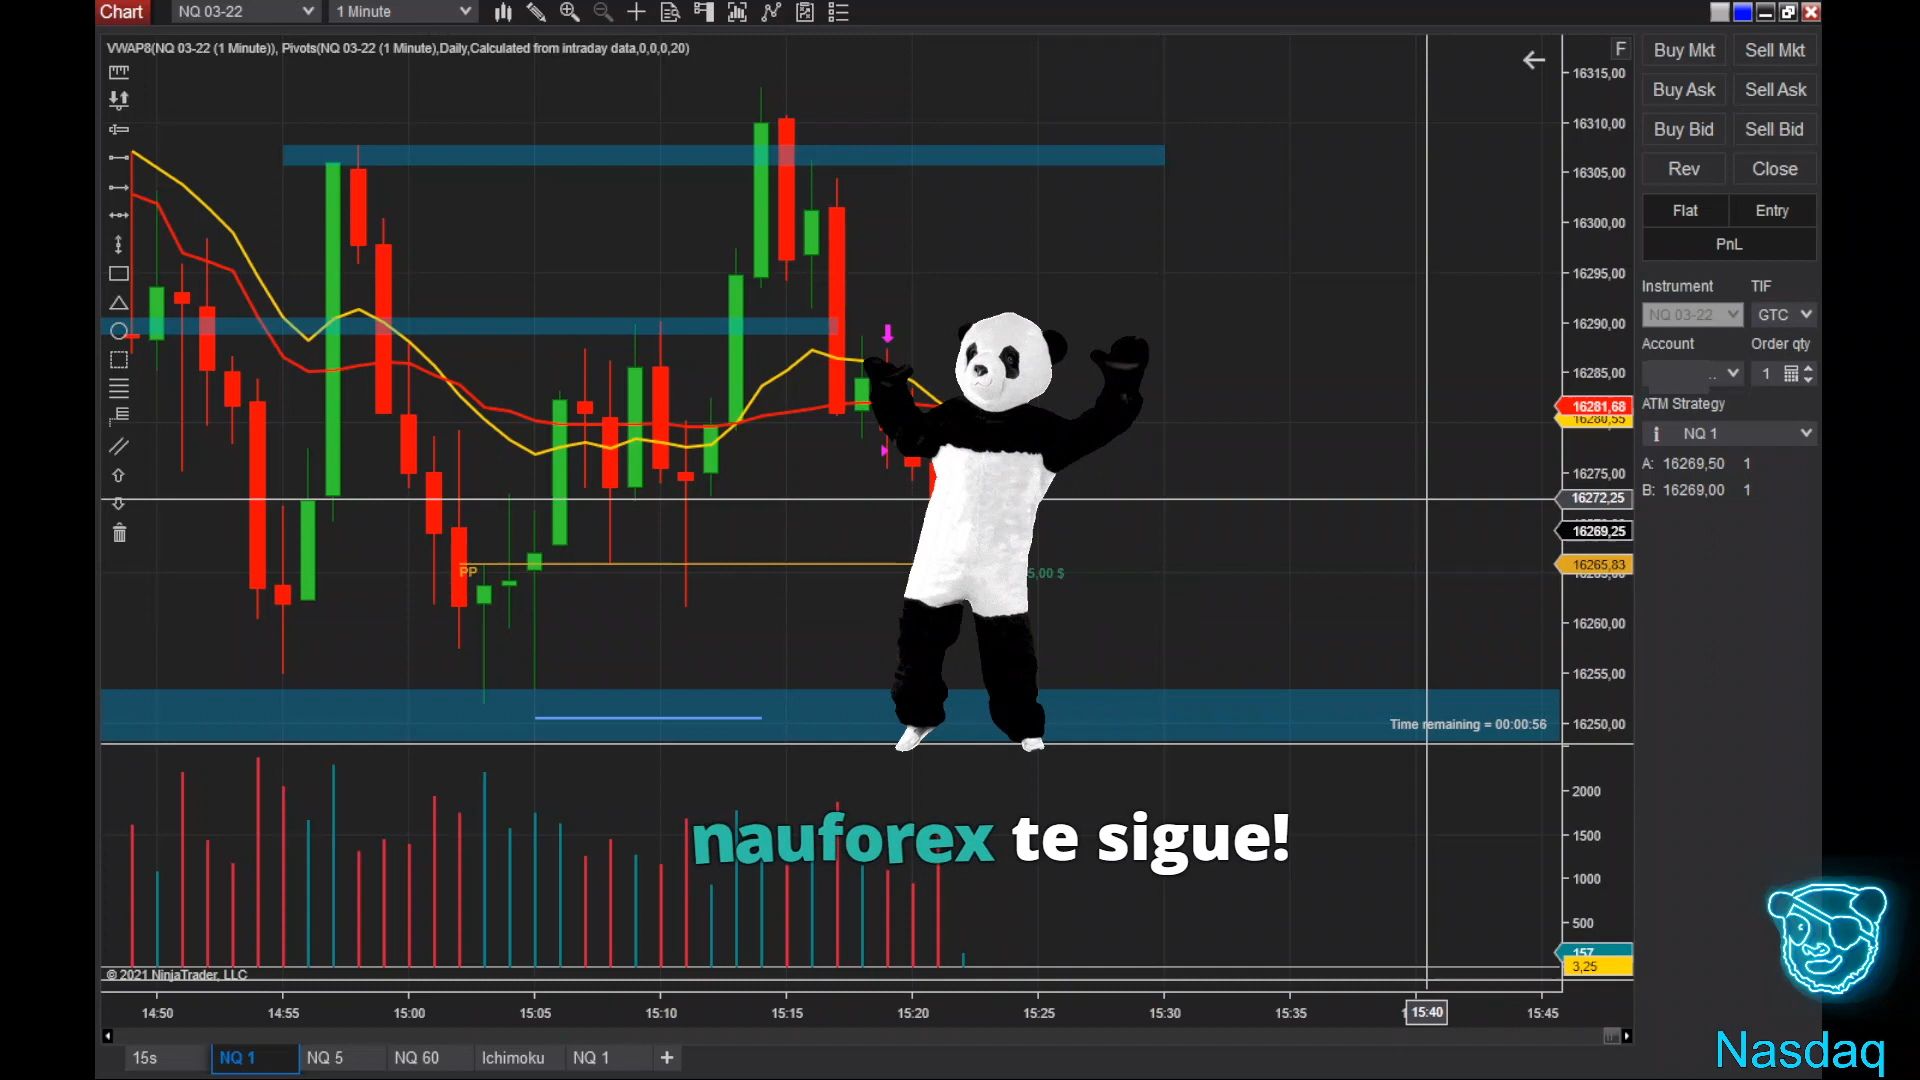 Chart NQ 03-22 1 Minute
VWAP8(NQ 03-22 (1 Minute)), Pivots(NQ 03-22 (1 Minute),Daily,Calculated from intraday data,0,0,0,20)
F
16315,00
16310,00
16305,00
16300,00
16295,00
16290,00
16285,00
16281,68
16280,55
16275,00
16272,25
16269,25
16265,83
16260,00
16255,00
16250,00
Buy Mkt Sell Mkt
Buy Ask Sell Ask
Buy Bid Sell Bid
Rev Close
Flat Entry
PnL
Instrument TIF
NQ 03-22 GTC
Account Order qty
.. 1
ATM Strategy
NQ 1
A: 16269,50 1
B: 16269,00 1
PP
5,00 $
Time remaining = 00:00:56
nauforex te sigue!
2000
1500
1000
500
157
3,25
© 2021 NinjaTrader, LLC
14:50 14:55 15:00 15:05 15:10 15:15 15:20 15:25 15:30 15:35 15:40 15:45
15s NQ 1 NQ 5 NQ 60 Ichimoku NQ 1 +
Nasdaq